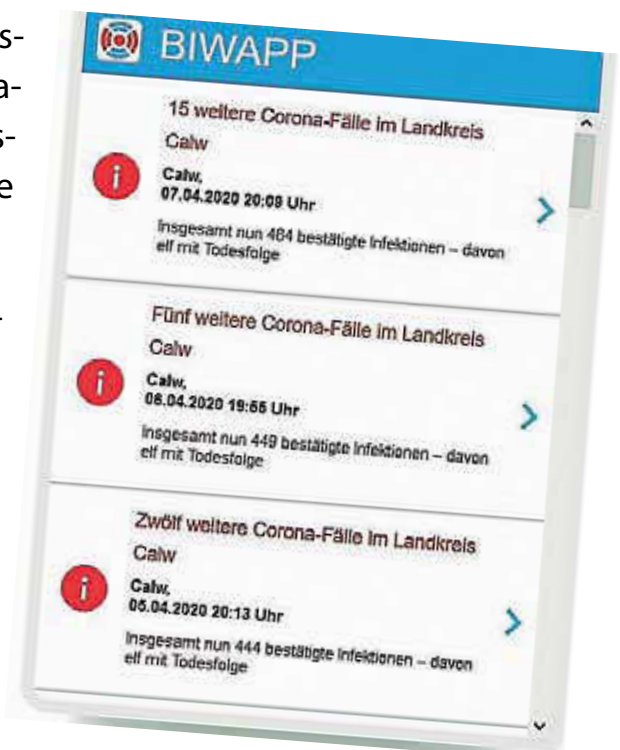 s-
a-
s-
e
-
BIWAPP
15 weitere Corona-Fälle im Landkreis
Calw
Calw,
07.04.2020 20:09 Uhr
Insgesamt nun 464 bestätigte Infektionen – davon
elf mit Todesfolge
Fünf weitere Corona-Fälle im Landkreis
Calw
Calw,
06.04.2020 19:55 Uhr
Insgesamt nun 449 bestätigte Infektionen – davon
elf mit Todesfolge
Zwölf weitere Corona-Fälle im Landkreis
Calw
Calw,
05.04.2020 20:13 Uhr
Insgesamt nun 444 bestätigte Infektionen – davon
elf mit Todesfolge